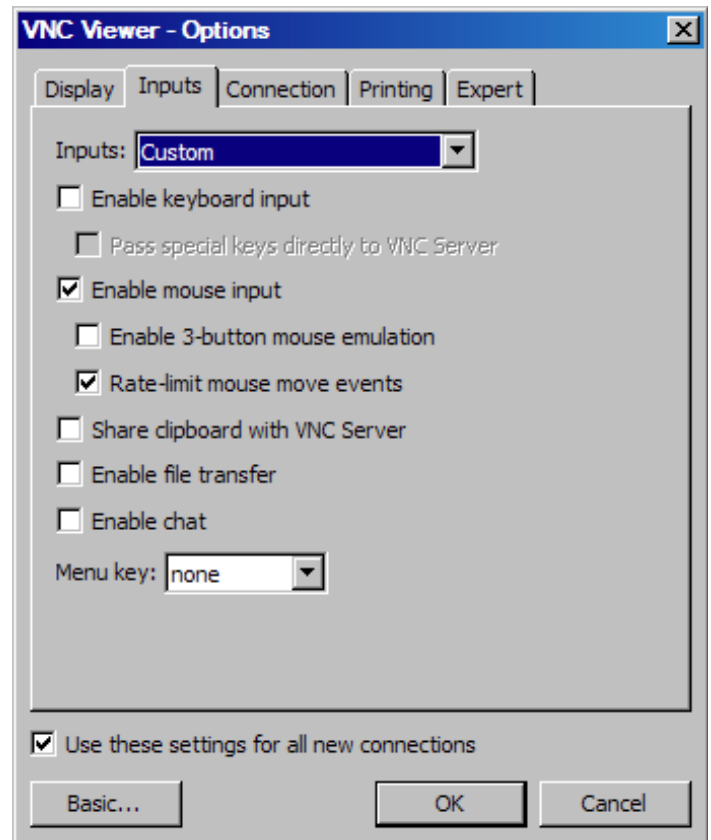 VNC Viewer - Options
Display Inputs Connection Printing Expert
Inputs: Custom
Enable keyboard input
Pass special keys directly to VNC Server
Enable mouse input
Enable 3-button mouse emulation
Rate-limit mouse move events
Share clipboard with VNC Server
Enable file transfer
Enable chat
Menu key: none
Use these settings for all new connections
Basic... OK Cancel